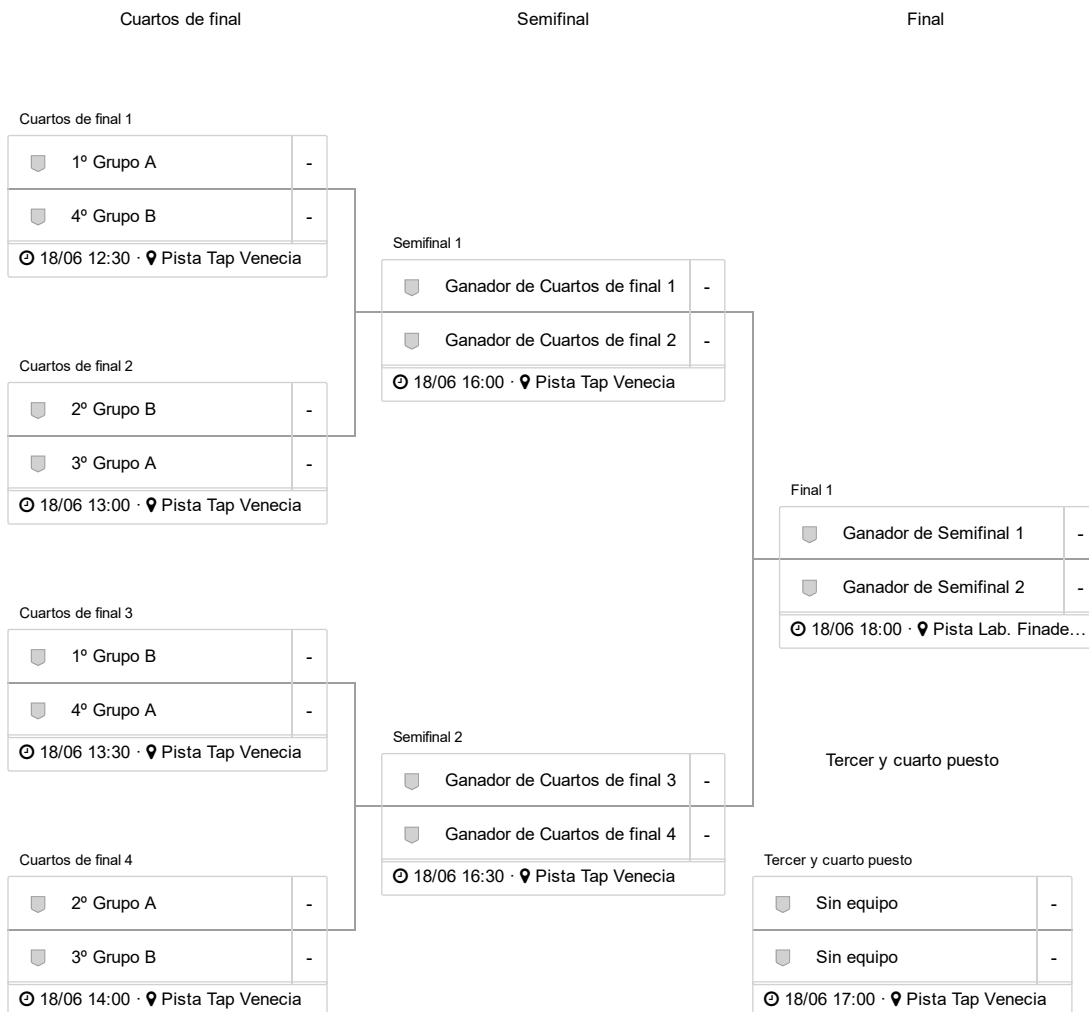 Cuartos de final
Semifinal
Final
Cuartos de final 1
1º Grupo A -
4º Grupo B -
18/06 12:30 · Pista Tap Venecia
Semifinal 1
Ganador de Cuartos de final 1 -
Ganador de Cuartos de final 2 -
18/06 16:00 · Pista Tap Venecia
Cuartos de final 2
2º Grupo B -
3º Grupo A -
18/06 13:00 · Pista Tap Venecia
Final 1
Ganador de Semifinal 1 -
Ganador de Semifinal 2 -
18/06 18:00 · Pista Lab. Finade…
Cuartos de final 3
1º Grupo B -
4º Grupo A -
18/06 13:30 · Pista Tap Venecia
Semifinal 2
Ganador de Cuartos de final 3 -
Ganador de Cuartos de final 4 -
18/06 16:30 · Pista Tap Venecia
Tercer y cuarto puesto
Cuartos de final 4
2º Grupo A -
3º Grupo B -
18/06 14:00 · Pista Tap Venecia
Tercer y cuarto puesto
Sin equipo -
Sin equipo -
18/06 17:00 · Pista Tap Venecia